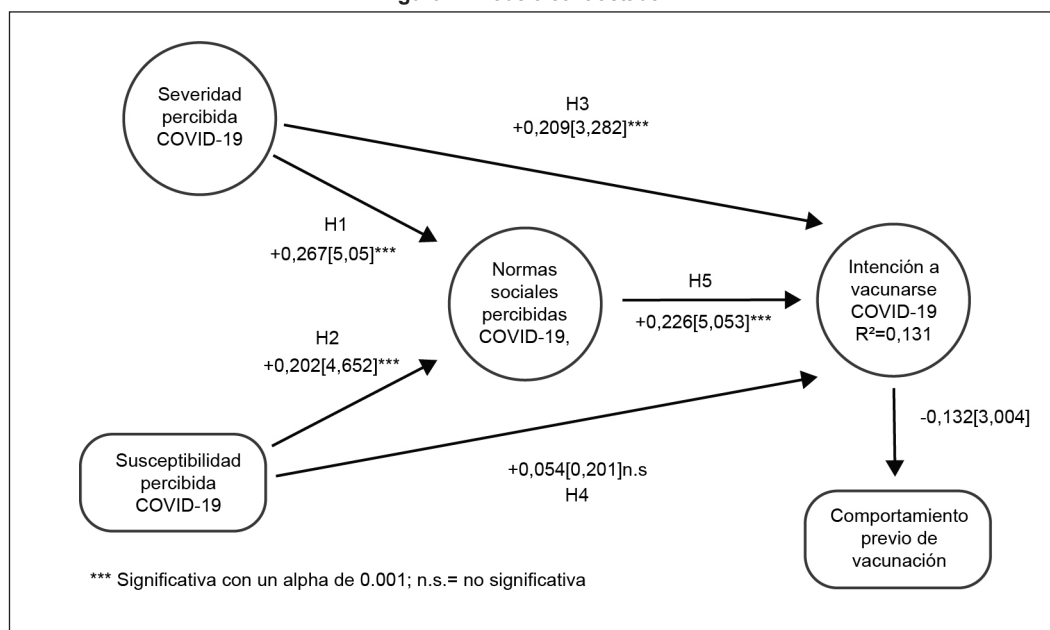 Severidad
percibida
COVID-19
H3
+0,209[3,282]***
H1
+0,267[5,05]***
Normas
sociales
percibidas
COVID-19,
H5
+0,226[5,053]***
Intención a
vacunarse
COVID-19
R²=0,131
H2
+0,202[4,652]***
-0,132[3,004]
Susceptibilidad
percibida
COVID-19
+0,054[0,201]n.s
H4
Comportamiento
previo de
vacunación
*** Significativa con un alpha de 0.001; n.s.= no significativa